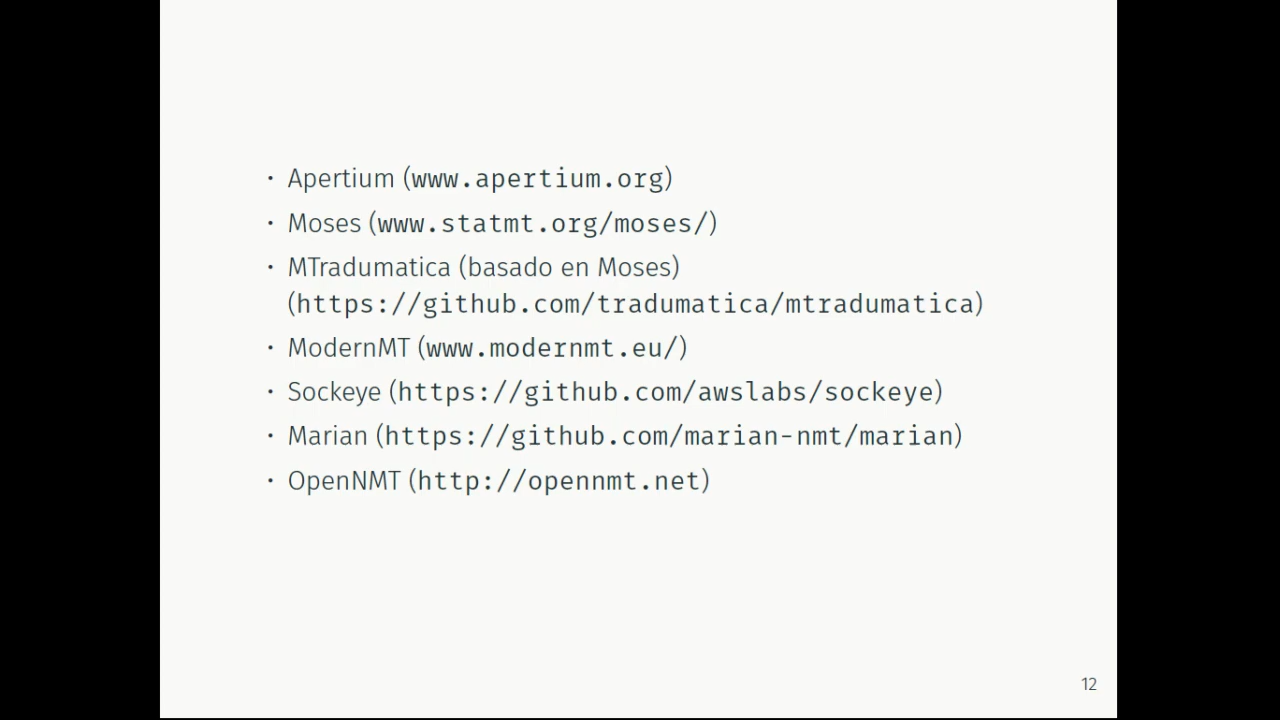 · Apertium (www.apertium.org)
· Moses (www.statmt.org/moses/)
· MTradumatica (basado en Moses)
(https://github.com/tradumatica/mtradumatica)
· ModernMT (www.modernmt.eu/)
· Sockeye (https://github.com/awslabs/sockeye)
· Marian (https://github.com/marian-nmt/marian)
· OpenNMT (http://opennmt.net)
12